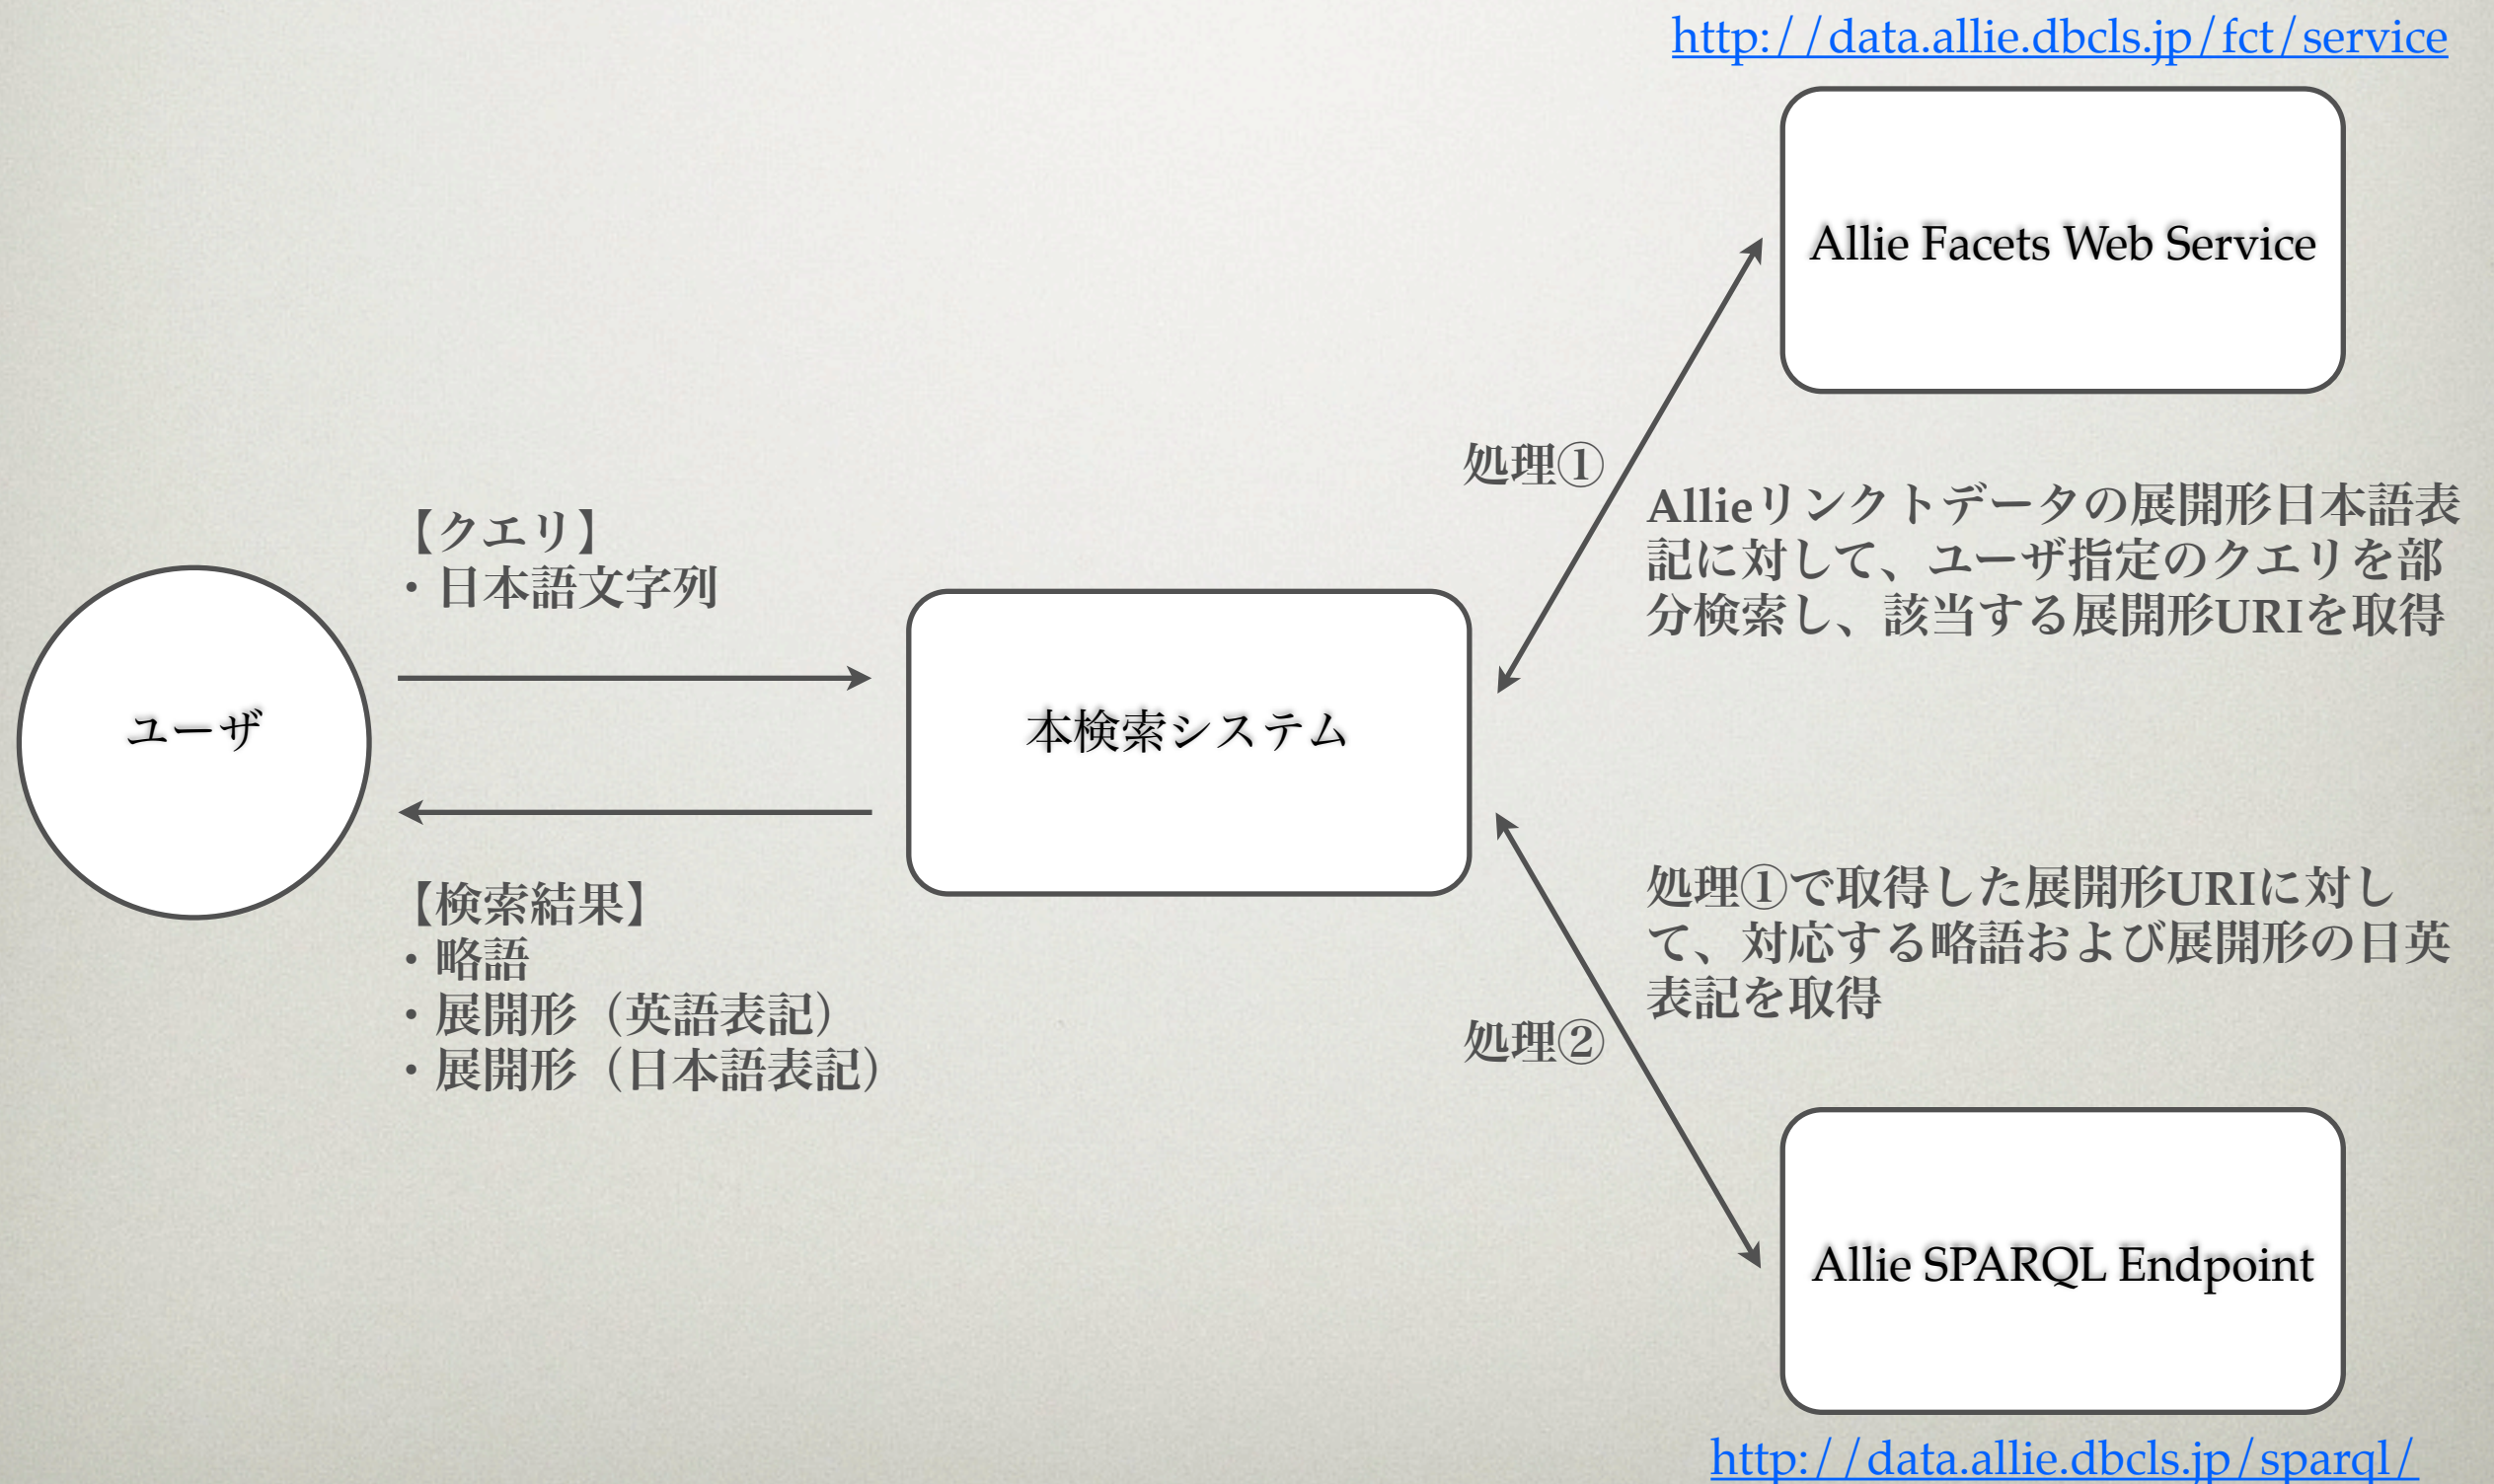 http://data.allie.dbcls.jp/fct/service
Allie Facets Web Service
処理①
Allieリンクトデータの展開形日本語表
記に対して、ユーザ指定のクエリを部
分検索し、該当する展開形URIを取得
【クエリ】
・日本語文字列
ユーザ
本検索システム
【検索結果】
・略語
・展開形（英語表記）
・展開形（日本語表記）
処理①で取得した展開形URIに対し
て、対応する略語および展開形の日英
表記を取得
処理②
Allie SPARQL Endpoint
http://data.allie.dbcls.jp/sparql/